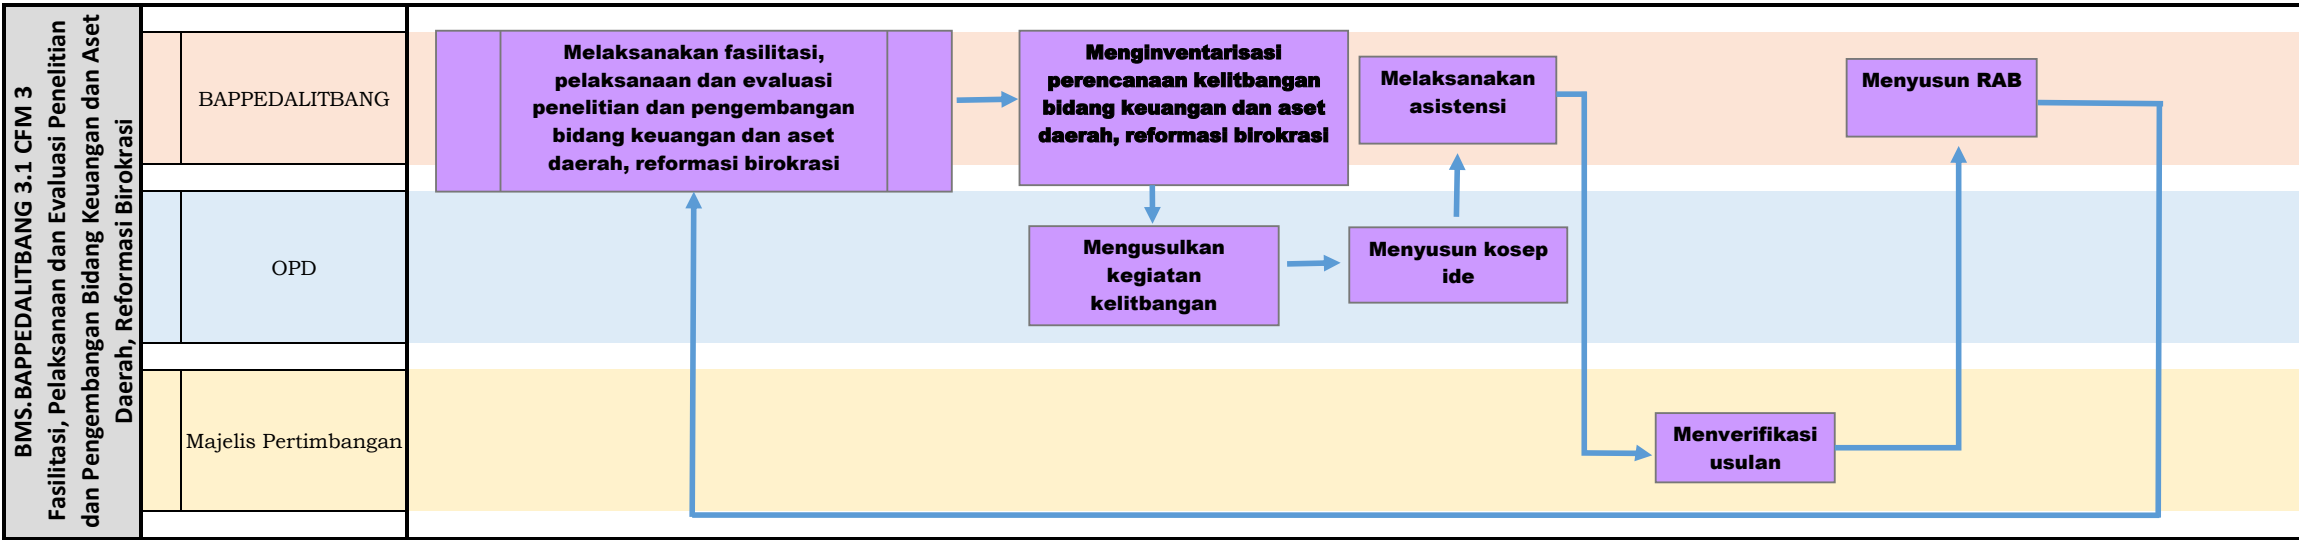 BMS.BAPPEDALITBANG 3.1 CFM 3
Fasilitasi, Pelaksanaan dan Evaluasi Penelitian
dan Pengembangan Bidang Keuangan dan Aset
Daerah, Reformasi Birokrasi
BAPPEDALITBANG
Melaksanakan fasilitasi,
pelaksanaan dan evaluasi
penelitian dan pengembangan
bidang keuangan dan aset
daerah, reformasi birokrasi
Menginventarisasi
perencanaan kelitbangan
bidang keuangan dan aset
daerah, reformasi birokrasi
Melaksanakan
asistensi
Menyusun RAB
OPD
Mengusulkan
kegiatan
kelitbangan
Menyusun kosep
ide
Majelis Pertimbangan
Menverifikasi
usulan